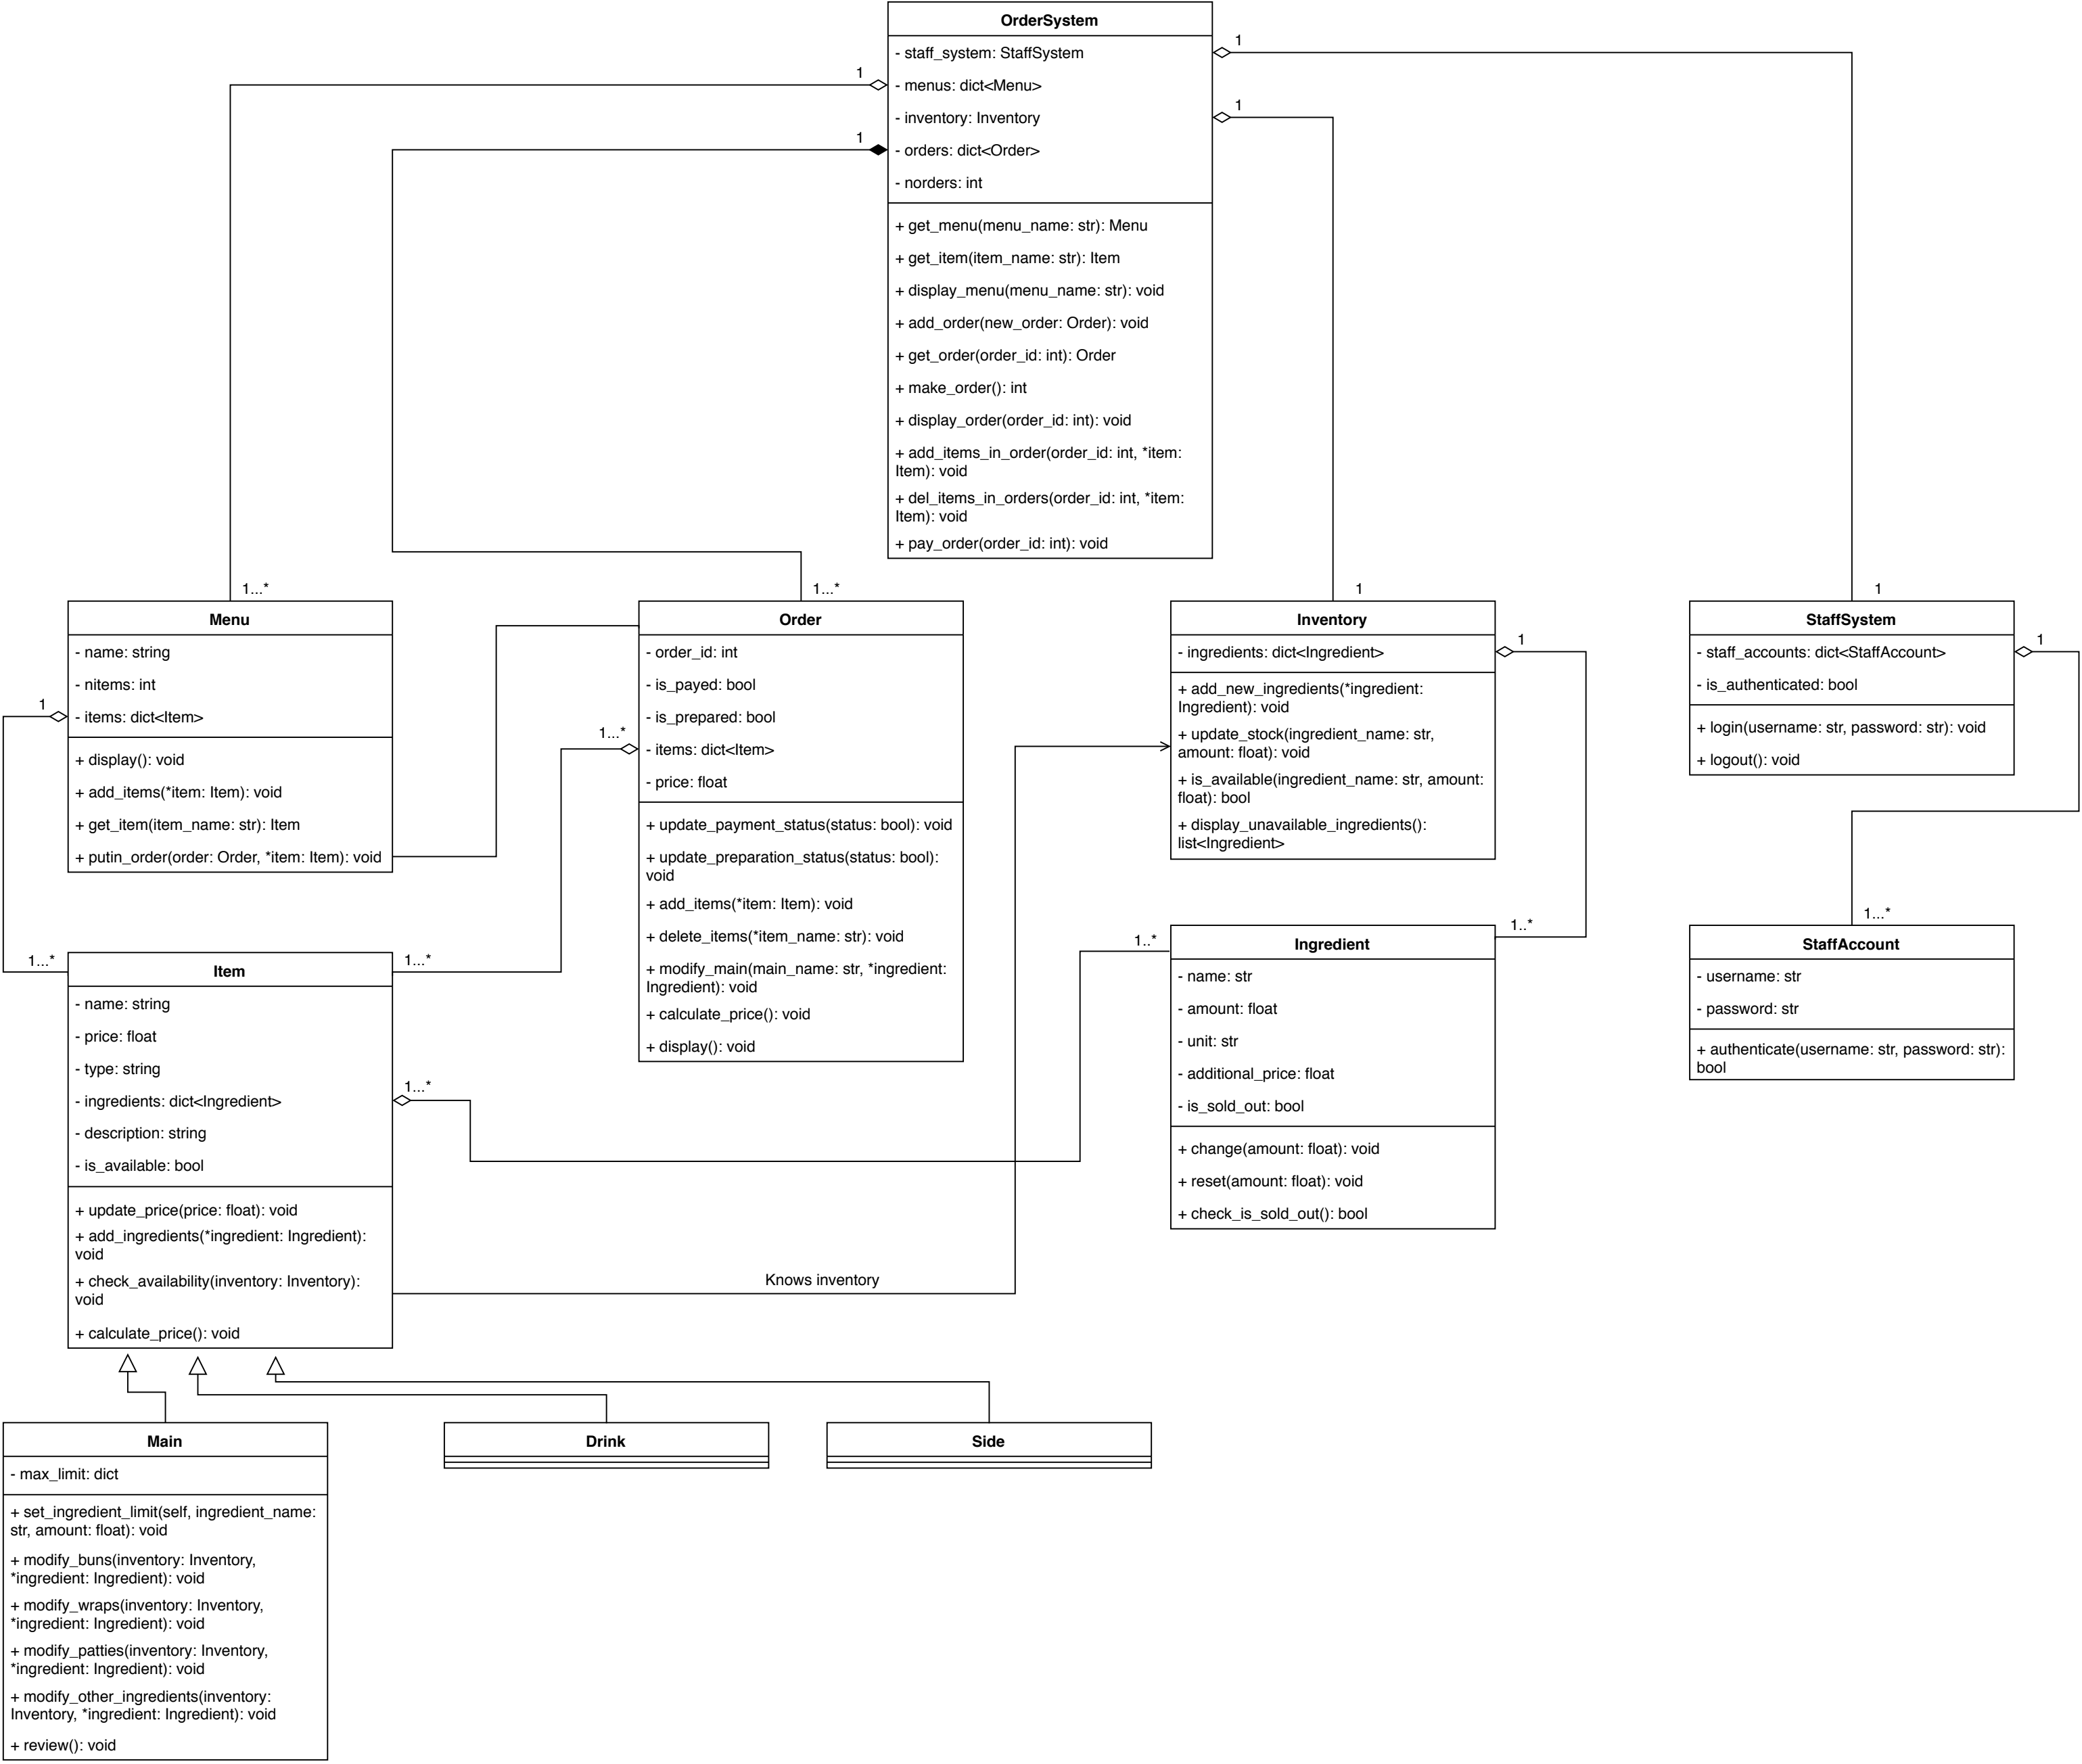 OrderSystem
- staff_system: StaffSystem
- menus: dict<Menu>
- inventory: Inventory
- orders: dict<Order>
- norders: int
+ get_menu(menu_name: str): Menu
+ get_item(item_name: str): Item
+ display_menu(menu_name: str): void
+ add_order(new_order: Order): void
+ get_order(order_id: int): Order
+ make_order(): int
+ display_order(order_id: int): void
+ add_items_in_order(order_id: int, *item:
Item): void
+ del_items_in_orders(order_id: int, *item:
Item): void
+ pay_order(order_id: int): void
1
1
1
1
1...*
1...*
1
1
Menu
- name: string
- nitems: int
- items: dict<Item>
+ display(): void
+ add_items(*item: Item): void
+ get_item(item_name: str): Item
+ putin_order(order: Order, *item: Item): void
1
1...*
Order
- order_id: int
- is_payed: bool
- is_prepared: bool
- items: dict<Item>
- price: float
+ update_payment_status(status: bool): void
+ update_preparation_status(status: bool):
void
+ add_items(*item: Item): void
+ delete_items(*item_name: str): void
+ modify_main(main_name: str, *ingredient:
Ingredient): void
+ calculate_price(): void
+ display(): void
1...*
1...*
Inventory
- ingredients: dict<Ingredient>
+ add_new_ingredients(*ingredient:
Ingredient): void
+ update_stock(ingredient_name: str,
amount: float): void
+ is_available(ingredient_name: str, amount:
float): bool
+ display_unavailable_ingredients():
list<Ingredient>
1
1..*
StaffSystem
- staff_accounts: dict<StaffAccount>
- is_authenticated: bool
+ login(username: str, password: str): void
+ logout(): void
1
1...*
Item
- name: string
- price: float
- type: string
- ingredients: dict<Ingredient>
- description: string
- is_available: bool
+ update_price(price: float): void
+ add_ingredients(*ingredient: Ingredient):
void
+ check_availability(inventory: Inventory):
void
+ calculate_price(): void
1...*
1..*
Knows inventory
Ingredient
- name: str
- amount: float
- unit: str
- additional_price: float
- is_sold_out: bool
+ change(amount: float): void
+ reset(amount: float): void
+ check_is_sold_out(): bool
StaffAccount
- username: str
- password: str
+ authenticate(username: str, password: str):
bool
Main
- max_limit: dict
+ set_ingredient_limit(self, ingredient_name:
str, amount: float): void
+ modify_buns(inventory: Inventory,
*ingredient: Ingredient): void
+ modify_wraps(inventory: Inventory,
*ingredient: Ingredient): void
+ modify_patties(inventory: Inventory,
*ingredient: Ingredient): void
+ modify_other_ingredients(inventory:
Inventory, *ingredient: Ingredient): void
+ review(): void
Drink
Side